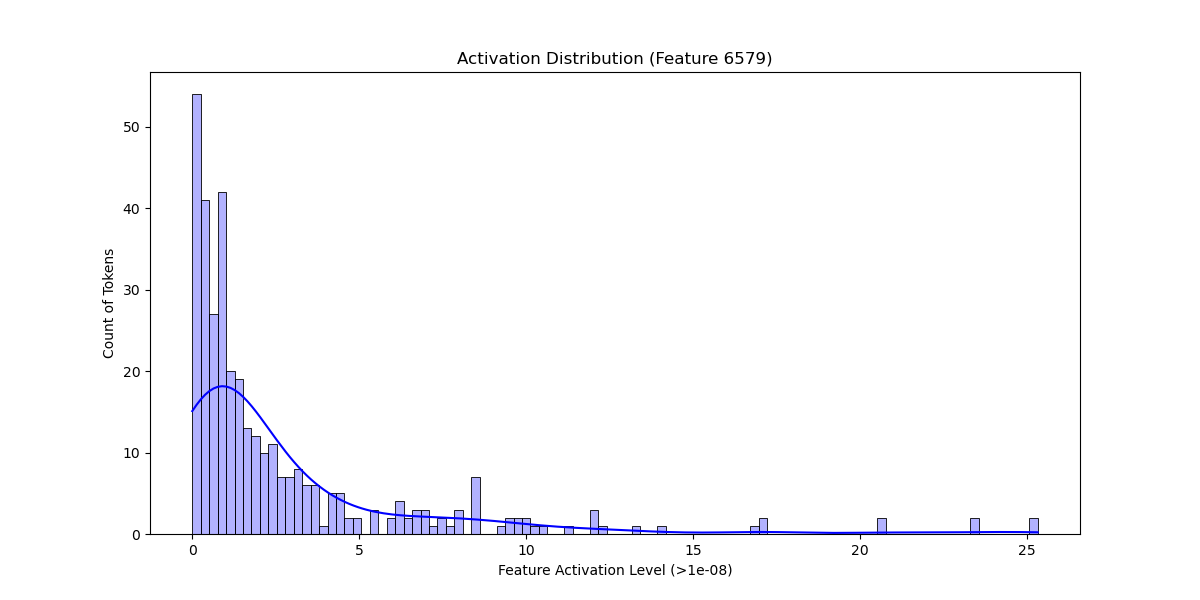 Activation Distribution (Feature 6579)
50
40
30
20
10
0
Count of Tokens
0 5 10 15 20 25
Feature Activation Level (>1e-08)